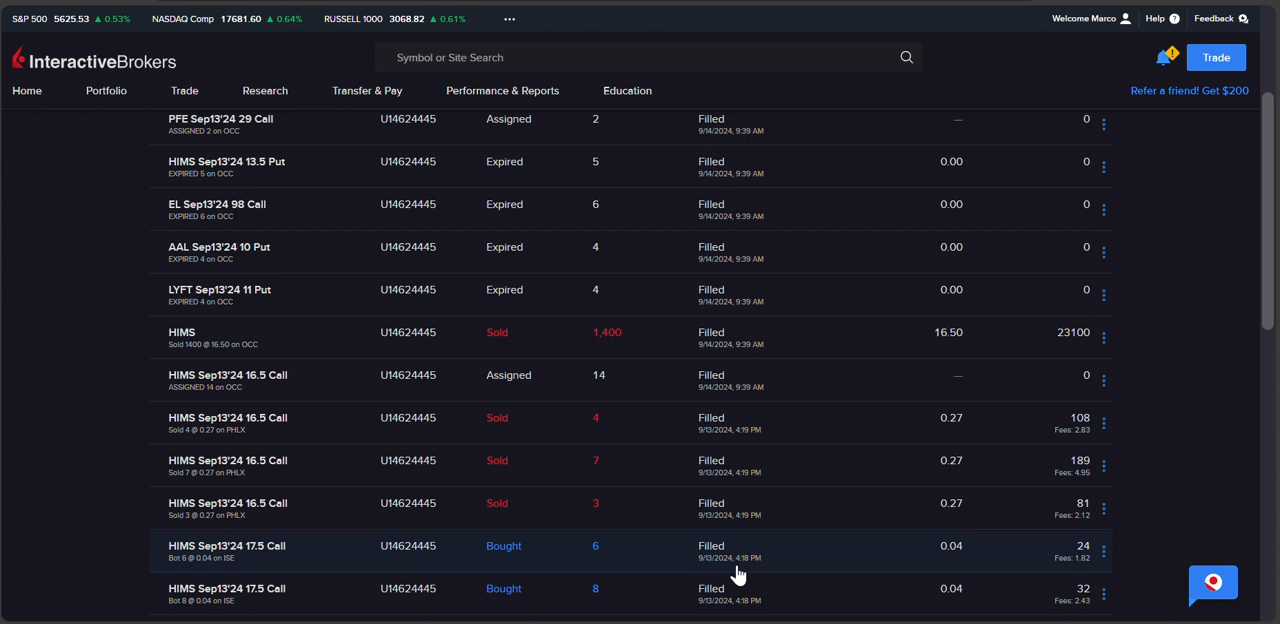 S&P 500 5625.53 ▲ 0.53% NASDAQ Comp 17681.60 ▲ 0.64% RUSSELL 1000 3068.82 ▲ 0.61% ••• Welcome Marco Help ? Feedback
InteractiveBrokers Symbol or Site Search Trade
Home Portfolio Trade Research Transfer & Pay Performance & Reports Education Refer a friend! Get $200
PFE Sep13'24 29 Call U14624445 Assigned 2 Filled — 0
ASSIGNED 2 on OCC 9/14/2024, 9:39 AM
HIMS Sep13'24 13.5 Put U14624445 Expired 5 Filled 0.00 0
EXPIRED 5 on OCC 9/14/2024, 9:39 AM
EL Sep13'24 98 Call U14624445 Expired 6 Filled 0.00 0
EXPIRED 6 on OCC 9/14/2024, 9:39 AM
AAL Sep13'24 10 Put U14624445 Expired 4 Filled 0.00 0
EXPIRED 4 on OCC 9/14/2024, 9:39 AM
LYFT Sep13'24 11 Put U14624445 Expired 4 Filled 0.00 0
EXPIRED 4 on OCC 9/14/2024, 9:39 AM
HIMS U14624445 Sold 1,400 Filled 16.50 23100
Sold 1400 @ 16.50 on OCC 9/14/2024, 9:39 AM
HIMS Sep13'24 16.5 Call U14624445 Assigned 14 Filled — 0
ASSIGNED 14 on OCC 9/14/2024, 9:39 AM
HIMS Sep13'24 16.5 Call U14624445 Sold 4 Filled 0.27 108
Sold 4 @ 0.27 on PHLX 9/13/2024, 4:19 PM Fees: 2.83
HIMS Sep13'24 16.5 Call U14624445 Sold 7 Filled 0.27 189
Sold 7 @ 0.27 on PHLX 9/13/2024, 4:19 PM Fees: 4.95
HIMS Sep13'24 16.5 Call U14624445 Sold 3 Filled 0.27 81
Sold 3 @ 0.27 on PHLX 9/13/2024, 4:19 PM Fees: 2.12
HIMS Sep13'24 17.5 Call U14624445 Bought 6 Filled 0.04 24
Bot 6 @ 0.04 on ISE 9/13/2024, 4:18 PM Fees: 1.82
HIMS Sep13'24 17.5 Call U14624445 Bought 8 Filled 0.04 32
Bot 8 @ 0.04 on ISE 9/13/2024, 4:18 PM Fees: 2.43